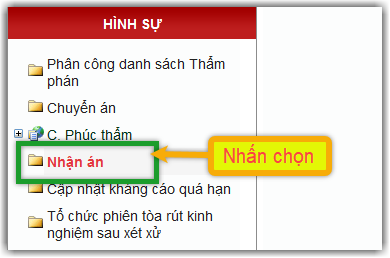 HÌNH SỰ
Phân công danh sách Thẩm
phán
Chuyển án
C. Phúc thẩm
Nhận án
Nhấn chọn
Cập nhật kháng cáo quá hạn
Tổ chức phiên tòa rút kinh
nghiệm sau xét xử